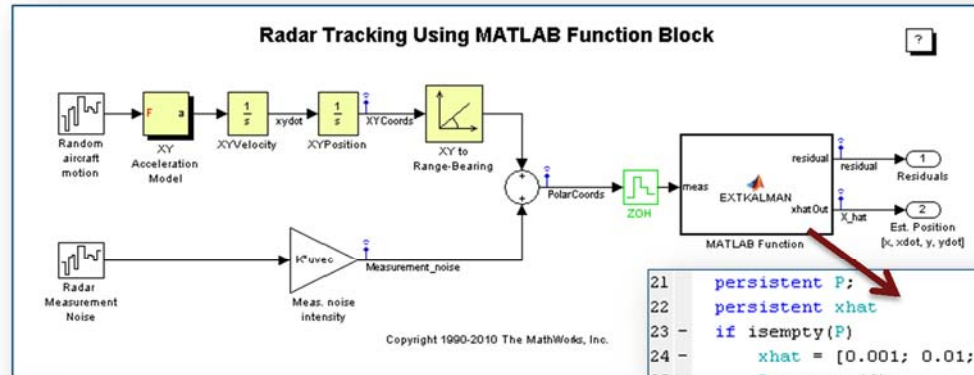 Radar Tracking Using MATLAB Function Block
?
Random
aircraft
motion
F
a
XY
Acceleration
Model
1
s
XYVelocity
xydot
1
s
XYPosition
XYCoords
XY to
Range-Bearing
Radar
Measurement
Noise
K*uvec
Meas. noise
intensity
Measurement_noise
+
+
PolarCoords
ZOH
meas
EXTKALMAN
residual
xhatOut
MATLAB Function
residual
X_hat
1
Residuals
2
Est. Position
[x, xdot, y, ydot]
Copyright 1990-2010 The MathWorks, Inc.
21 persistent P;
22 persistent xhat
23 - if isempty(P)
24 - xhat = [0.001; 0.01;